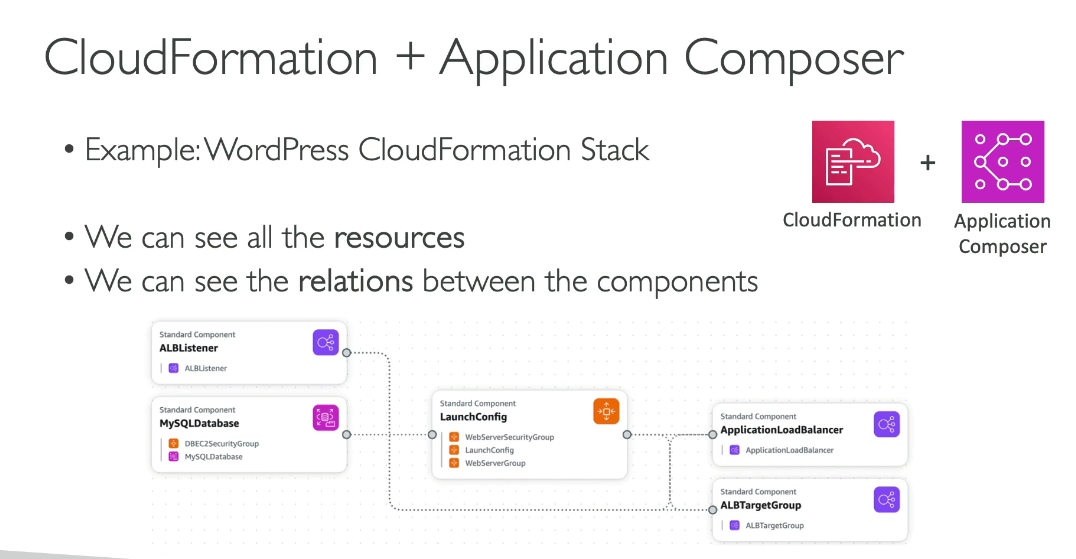 CloudFormation + Application Composer
• Example: WordPress CloudFormation Stack
• We can see all the resources
• We can see the relations between the components
+
CloudFormation
Application
Composer
Standard Component
ALBListener
ALBListener
Standard Component
MySQLDatabase
DBEC2SecurityGroup
MySQLDatabase
Standard Component
LaunchConfig
WebServerSecurityGroup
LaunchConfig
WebServerGroup
Standard Component
ApplicationLoadBalancer
ApplicationLoadBalancer
Standard Component
ALBTargetGroup
ALBTargetGroup